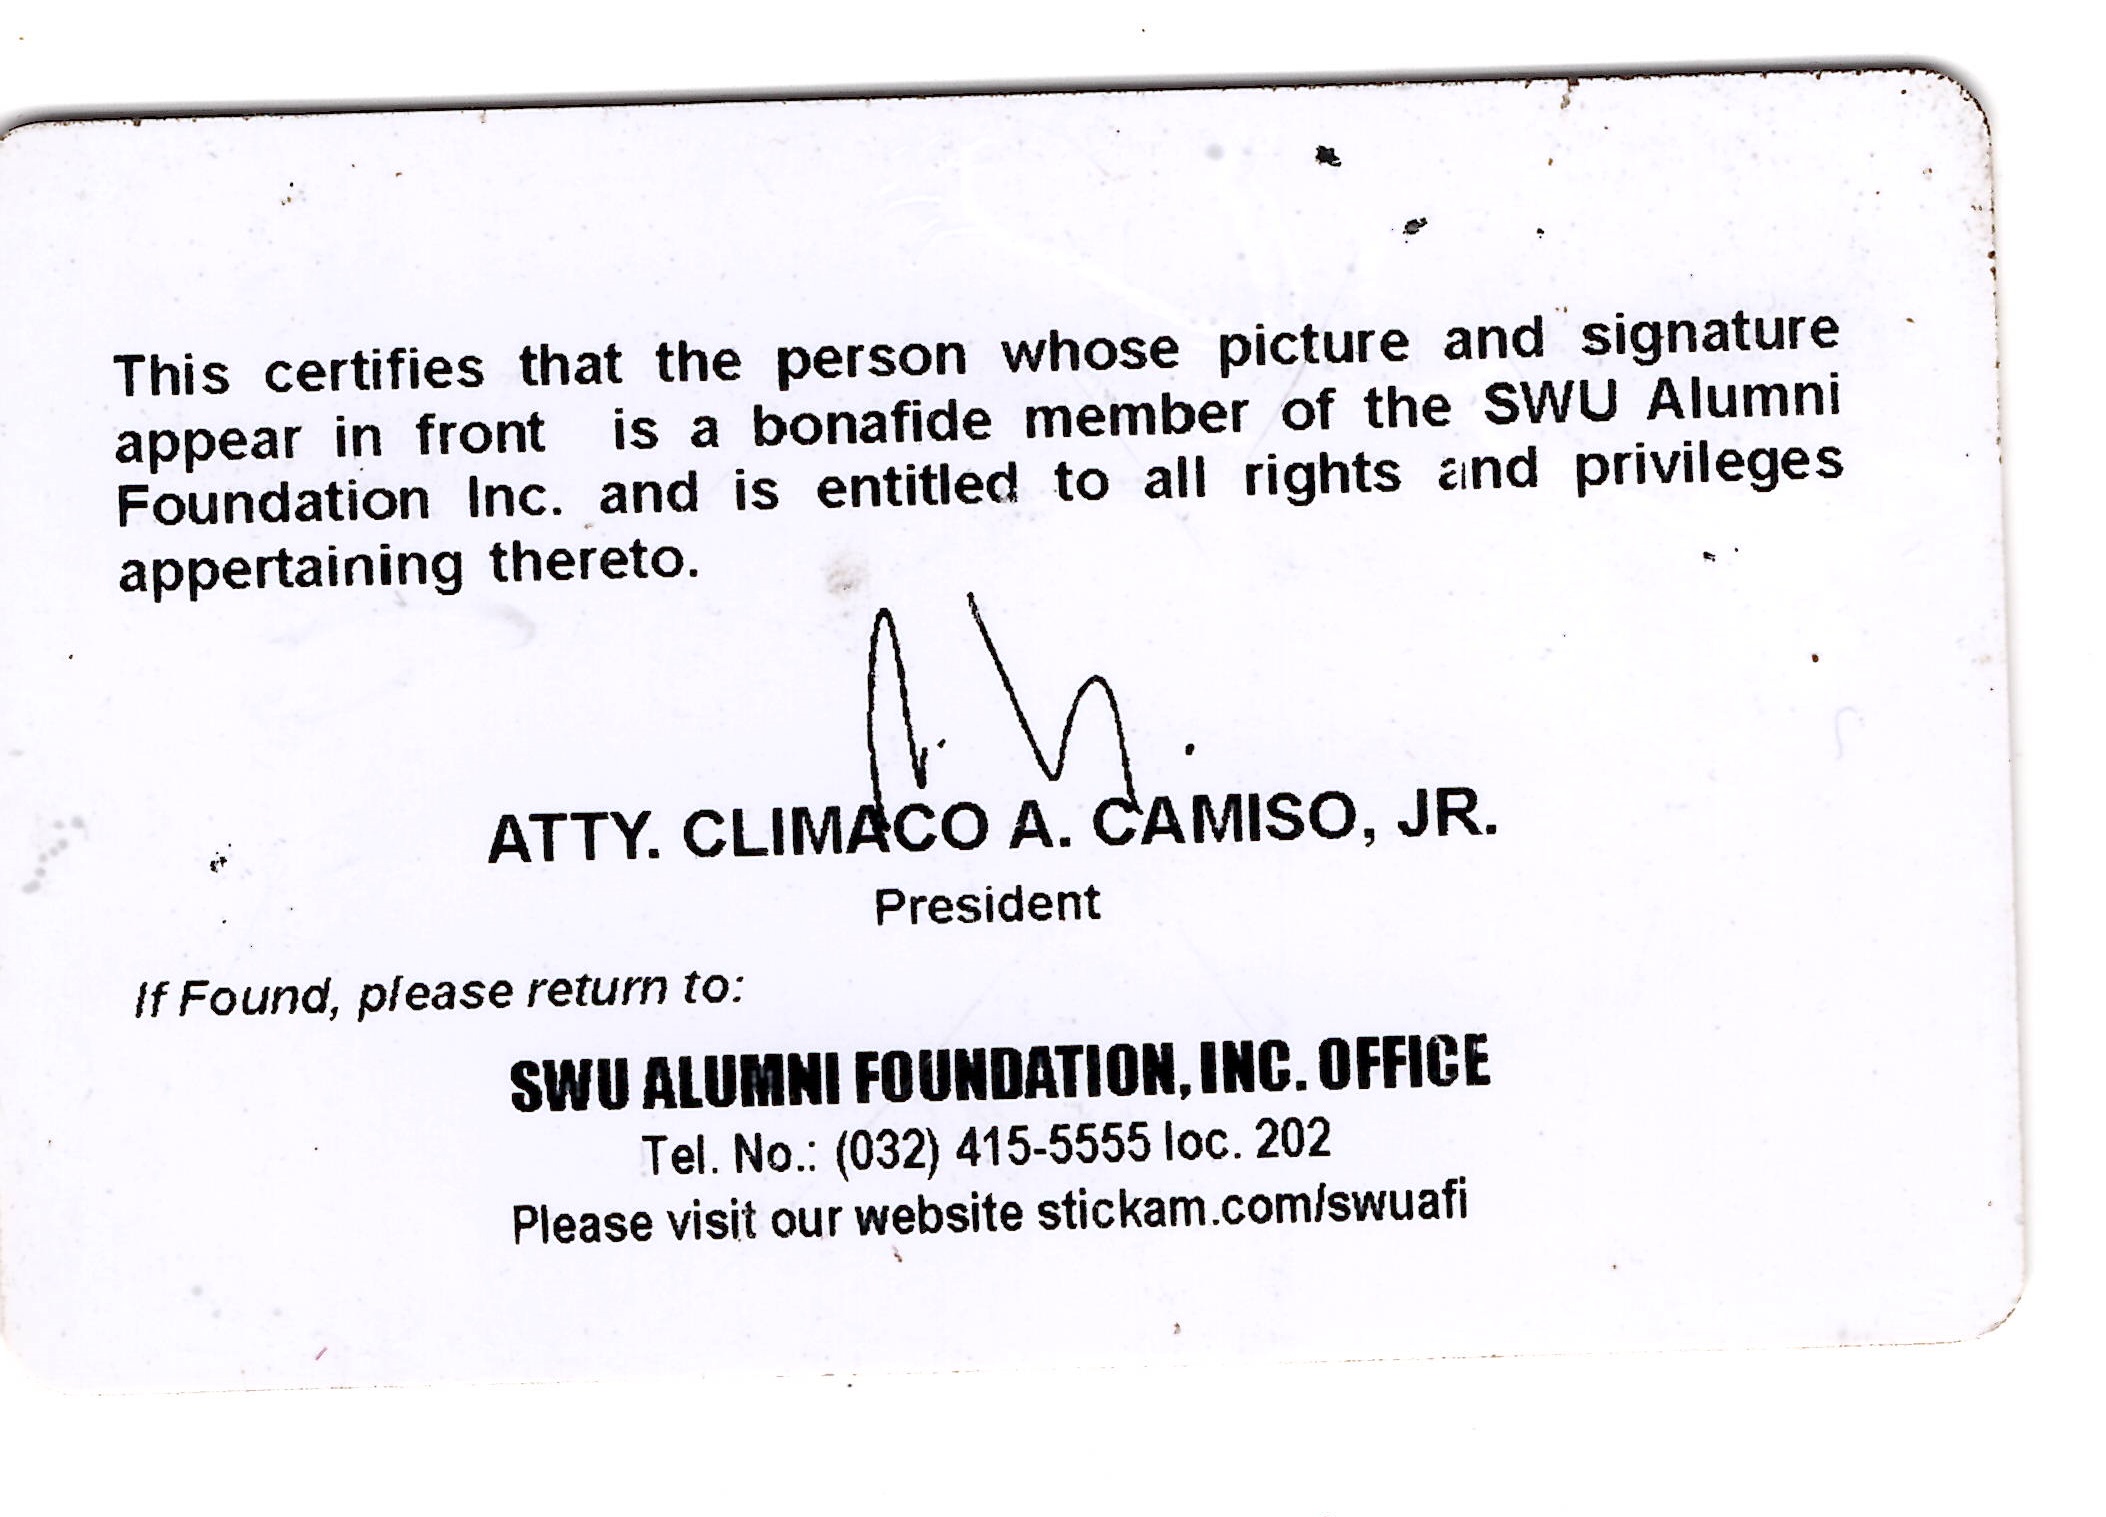 This certifies that the person whose picture and signature
appear in front is a bonafide member of the SWU Alumni
Foundation Inc. and is entitled to all rights and privileges
appertaining thereto.
ATTY. CLIMACO A. CAMISO, JR.
President
If Found, please return to:
SWU ALUMNI FOUNDATION, INC. OFFICE
Tel. No.: (032) 415-5555 loc. 202
Please visit our website stickam.com/swuafi